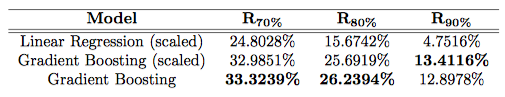 Model R70% R80% R90%
Linear Regression (scaled) 24.8028% 15.6742% 4.7516%
Gradient Boosting (scaled) 32.9851% 25.6919% 13.4116%
Gradient Boosting 33.3239% 26.2394% 12.8978%